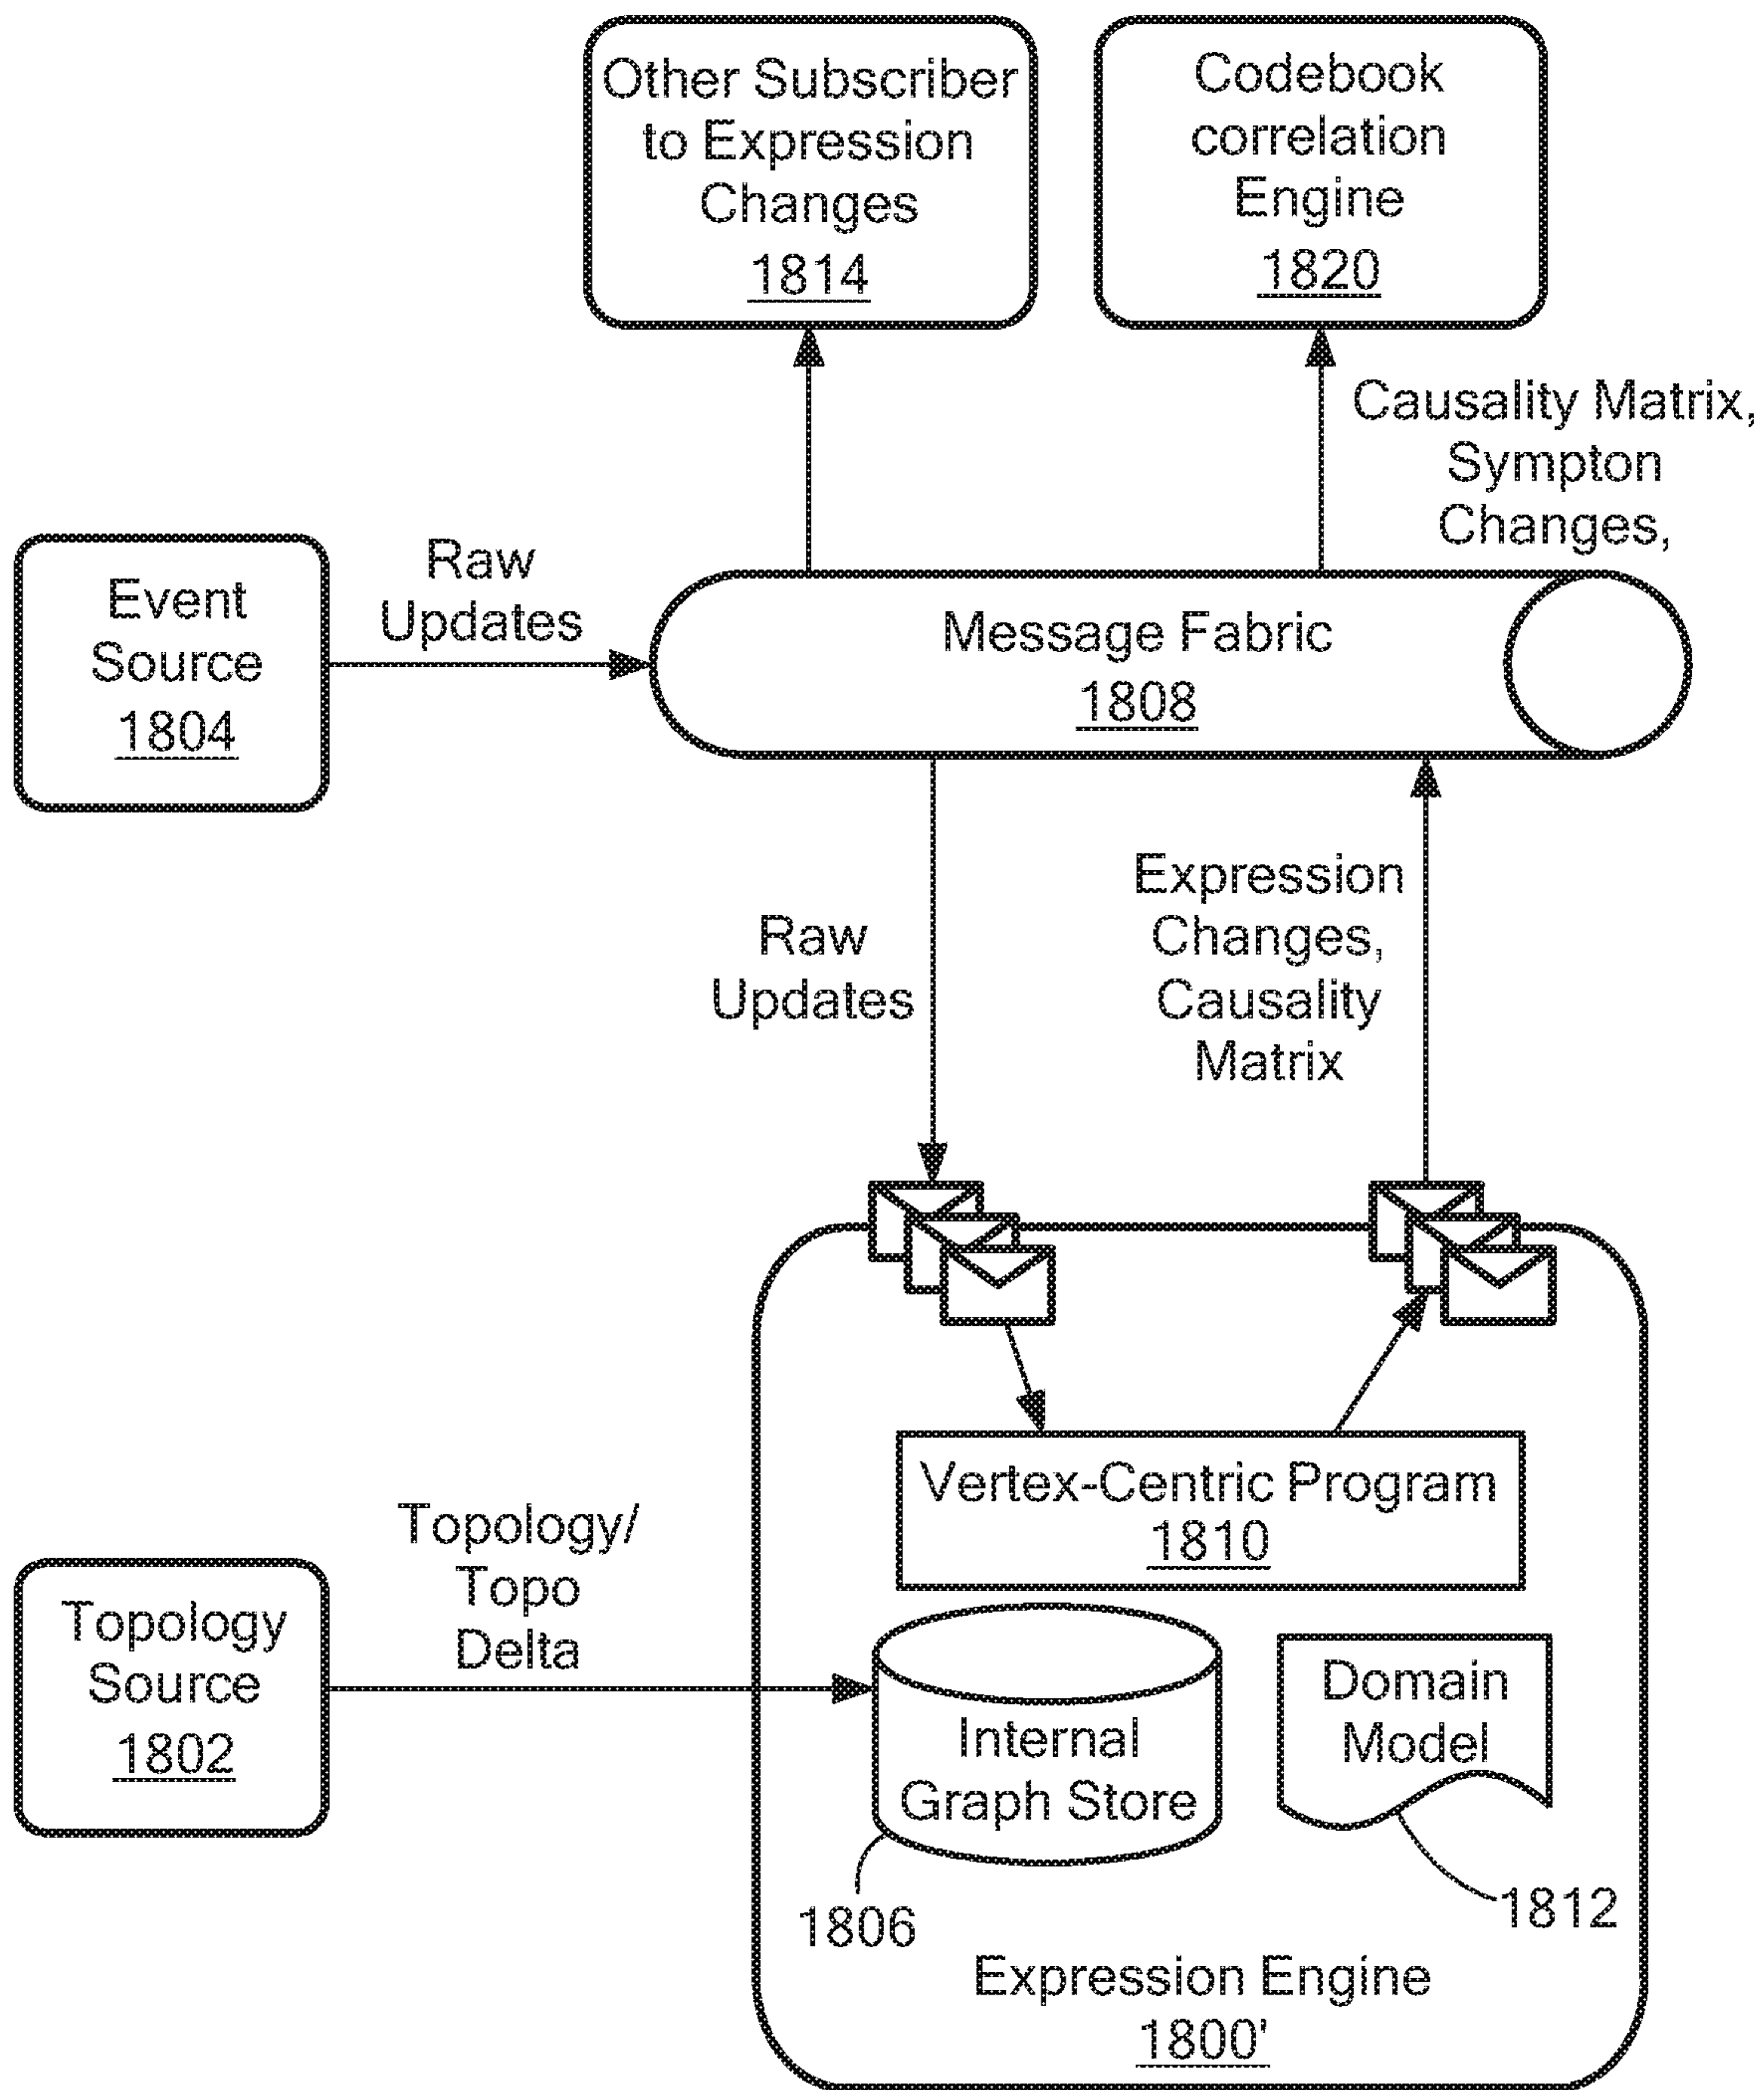 Other Subscriber
to Expression
Changes
1814
Codebook
correlation
Engine
1820
Causality Matrix,
Sympton
Changes,
Event
Source
1804
Raw
Updates
Message Fabric
1808
Raw
Updates
Expression
Changes,
Causality
Matrix
Vertex-Centric Program
1810
Topology
Source
1802
Topology/
Topo
Delta
Internal
Graph Store
1806
Domain
Model
1812
Expression Engine
1800'